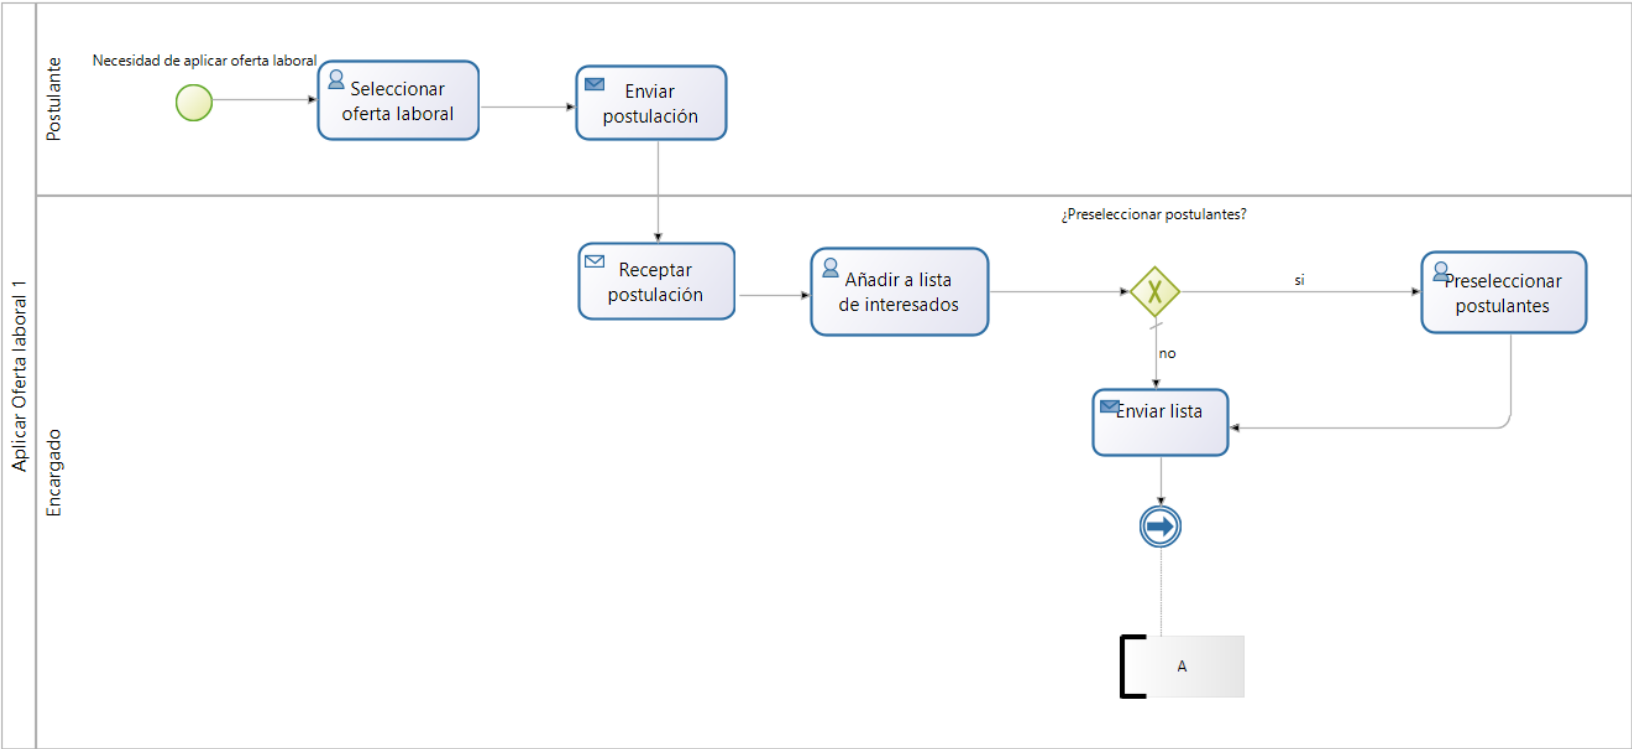 Aplicar Oferta laboral 1
Postulante
Necesidad de aplicar oferta laboral
Seleccionar
oferta laboral
Enviar
postulación
Encargado
Receptar
postulación
Añadir a lista
de interesados
¿Preseleccionar postulantes?
si
Preseleccionar
postulantes
no
Enviar lista
A